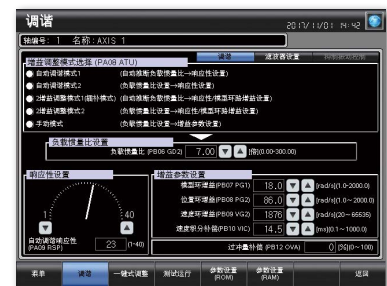 调谐
2017/11/01 14:42
轴编号: 1 名称: AXIS 1
调谐 滤波器设置
增益调整模式选择 (PA08 ATU)
自动调谐模式1 (自动推断负载惯量比→响应性设置)
自动调谐模式2 (负载惯量比设置→响应性设置)
2增益调整模式1(插补模式) (自动推断负载惯量比→响应性/模型环路增益设置)
2增益调整模式2 (负载惯量比设置→响应性/模型环路增益设置)
手动模式 (负载惯量比设置→增益参数设置)
负载惯量比设置
负载惯量比 (PB06 GD2) 7.00 [倍](0.00-300.00)
响应性设置
1 40
自动调谐响应性
(PA09 RSP) 23 (1-40)
增益参数设置
模型环增益(PB07 PG1) 18.0 [rad/s](1.0~2000.0)
位置环增益(PB08 PG2) 86.0 [rad/s](1.0~2000.0)
速度环增益(PB09 VG2) 1876 [rad/s](20~65535)
速度积分补偿(PB10 VIC) 14.5 [ms](0.1~1000.0)
过冲量补偿 (PB12 OVA) 0 [%](0~100)
菜单 调谐 一键式调整 测试运行 参数设置 (ROM) 参数设置 (RAM) 返回